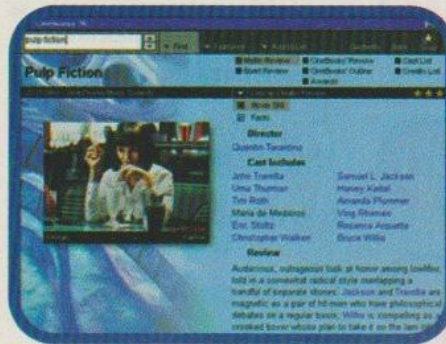 pulp fiction
Find
Pulp Fiction
Maltin Review
CineBooks' Review
Cast List
Ebert Review
CineBooks' Outline
Credits List
Awards
Movie Still
Facts
Director
Quentin Tarantino
Cast Includes
John Travolta
Samuel L. Jackson
Uma Thurman
Harvey Keitel
Tim Roth
Amanda Plummer
Maria de Medeiros
Ving Rhames
Eric Stoltz
Rosanna Arquette
Christopher Walken
Bruce Willis
Review
Audacious, outrageous look at honor among lowlifes,
told in a somewhat radical style overlapping a
handful of separate stories. Jackson and Travolta are
magnetic as a pair of hit men who have philosophical
debates on a regular basis; Willis is compelling as a
crooked boxer whose plan to take it on the lam